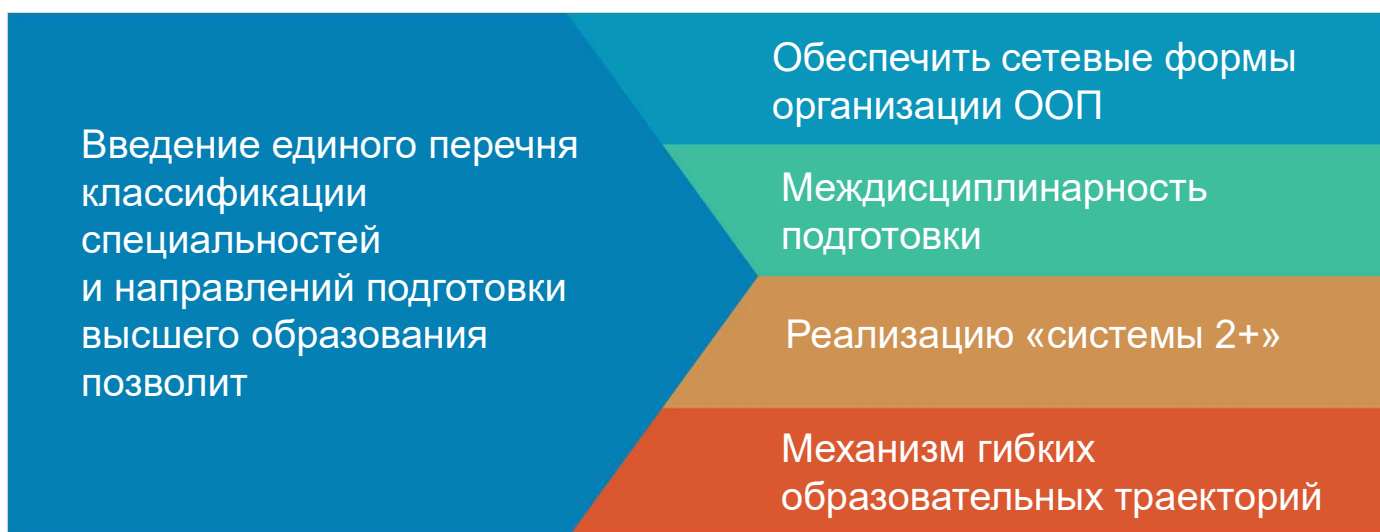 Введение единого перечня
классификации
специальностей
и направлений подготовки
высшего образования
позволит
Обеспечить сетевые формы
организации ООП
Междисциплинарность
подготовки
Реализацию «системы 2+»
Механизм гибких
образовательных траекторий